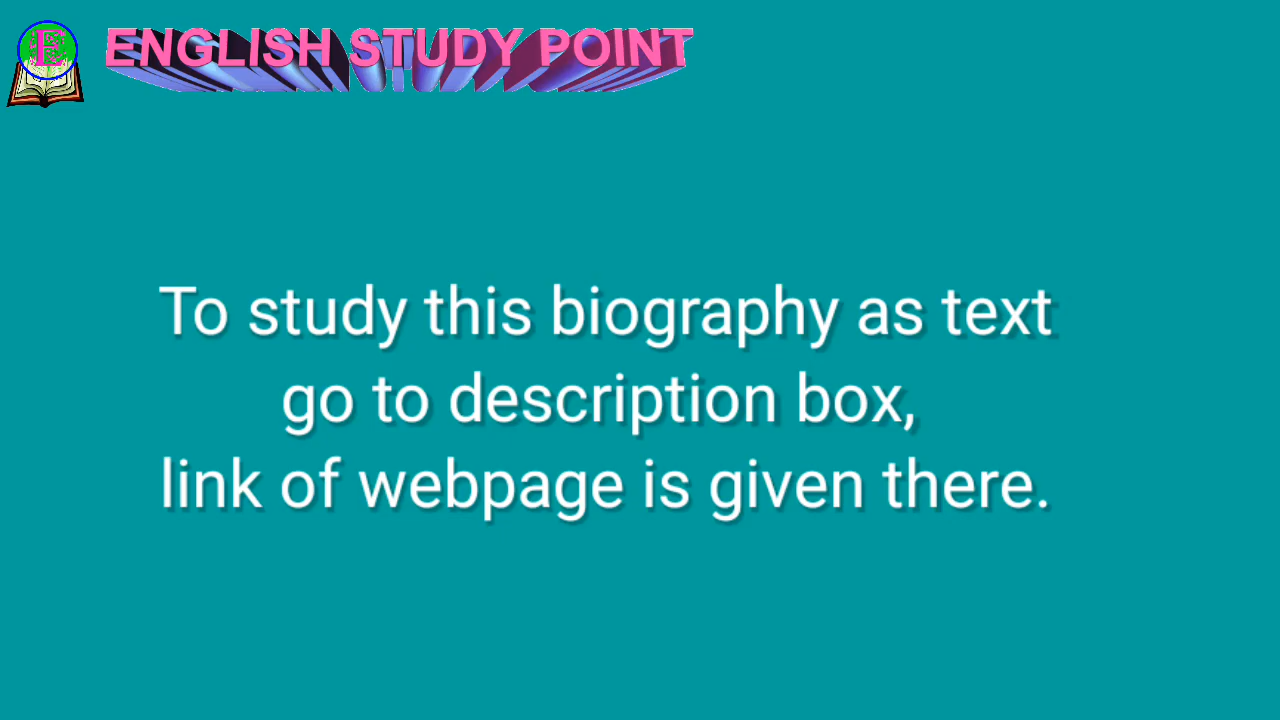 E
ENGLISH STUDY POINT
To study this biography as text
go to description box,
link of webpage is given there.